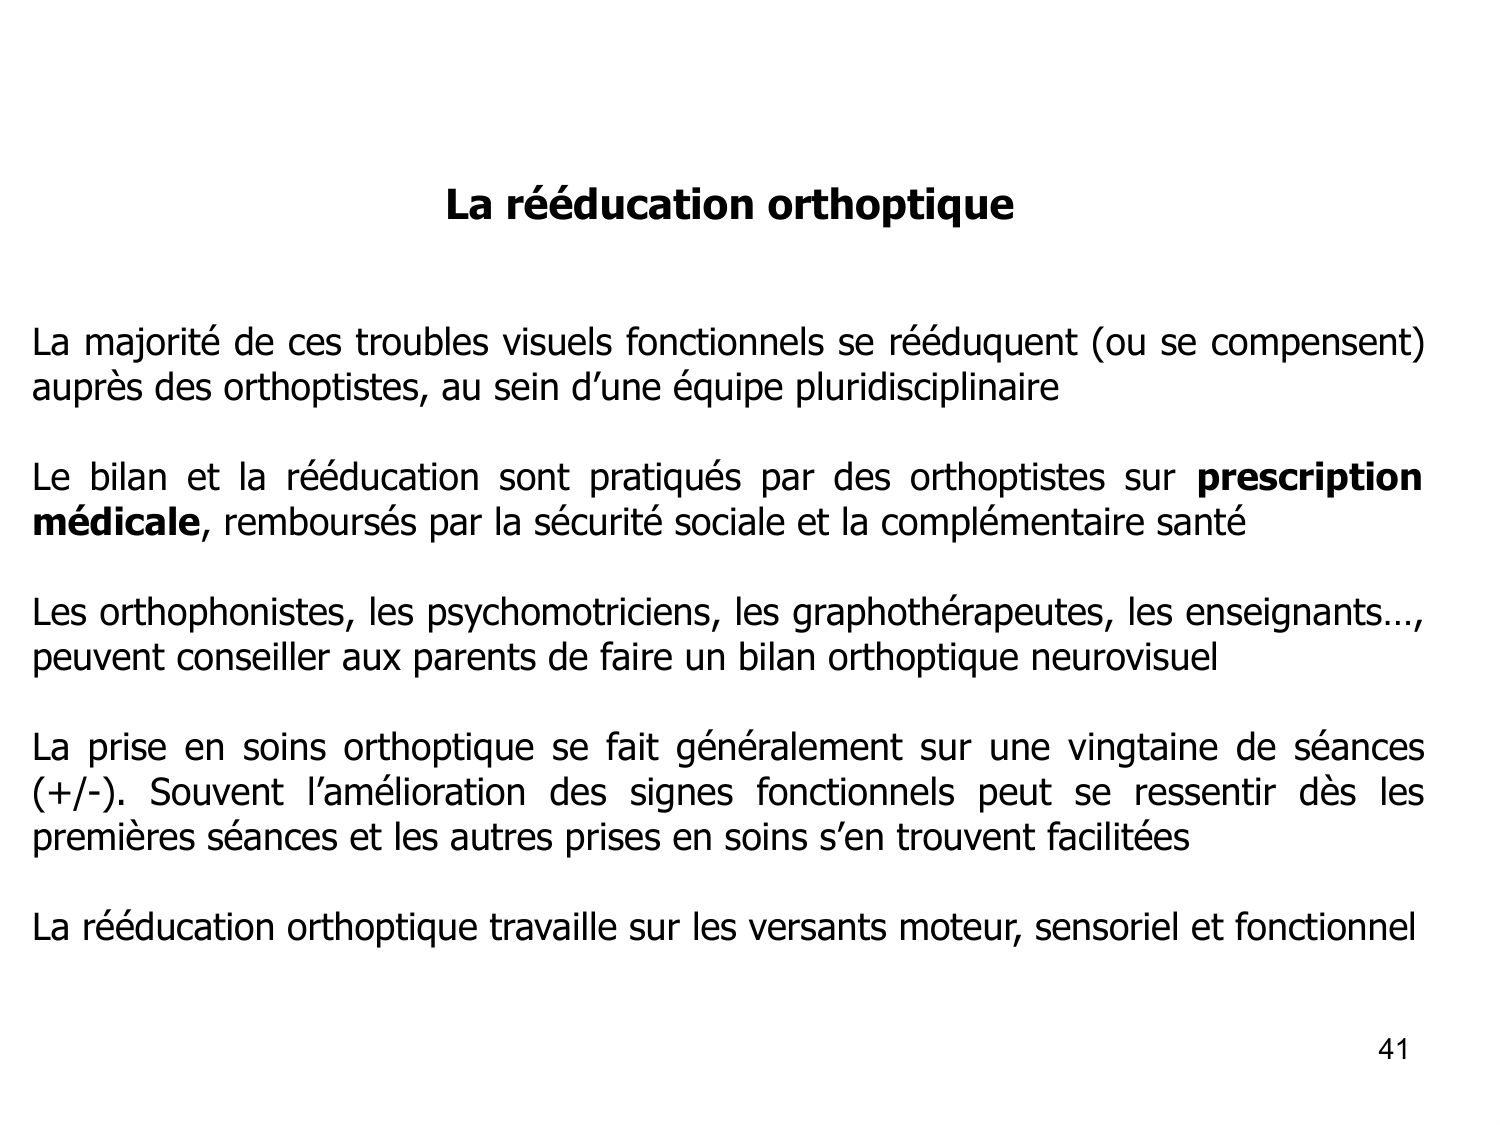 La rééducation orthoptique
La majorité de ces troubles visuels fonctionnels se rééduquent (ou se compensent)
auprès des orthoptistes, au sein d’une équipe pluridisciplinaire
Le bilan et la rééducation sont pratiqués par des orthoptistes sur prescription
médicale, remboursés par la sécurité sociale et la complémentaire santé
Les orthophonistes, les psychomotriciens, les graphothérapeutes, les enseignants…,
peuvent conseiller aux parents de faire un bilan orthoptique neurovisuel
La prise en soins orthoptique se fait généralement sur une vingtaine de séances
(+/-). Souvent l’amélioration des signes fonctionnels peut se ressentir dès les
premières séances et les autres prises en soins s’en trouvent facilitées
La rééducation orthoptique travaille sur les versants moteur, sensoriel et fonctionnel
41